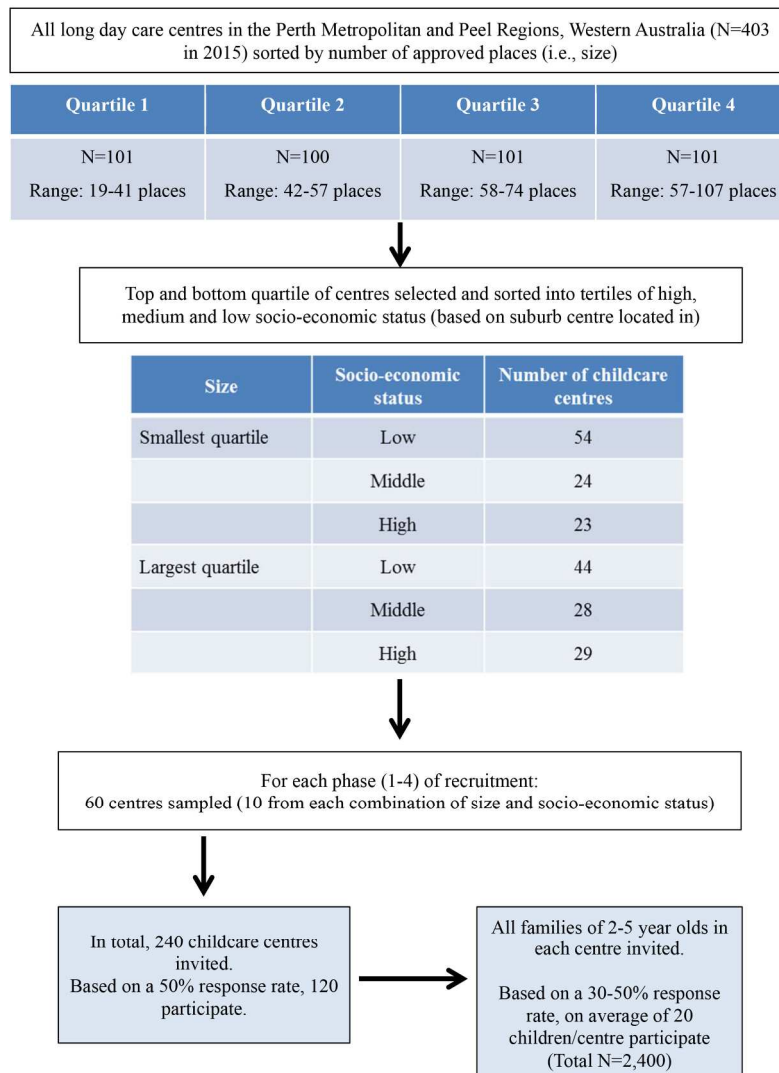 All long day care centres in the Perth Metropolitan and Peel Regions, Western Australia (N=403
in 2015) sorted by number of approved places (i.e., size)
Quartile 1 Quartile 2 Quartile 3 Quartile 4
N=101 N=100 N=101 N=101
Range: 19-41 places Range: 42-57 places Range: 58-74 places Range: 57-107 places
Top and bottom quartile of centres selected and sorted into tertiles of high,
medium and low socio-economic status (based on suburb centre located in)
Size Socio-economic status Number of childcare centres
Smallest quartile Low 54
Middle 24
High 23
Largest quartile Low 44
Middle 28
High 29
For each phase (1-4) of recruitment:
60 centres sampled (10 from each combination of size and socio-economic status)
In total, 240 childcare centres
invited.
Based on a 50% response rate, 120
participate.
All families of 2-5 year olds in
each centre invited.
Based on a 30-50% response
rate, on average of 20
children/centre participate
(Total N=2,400)